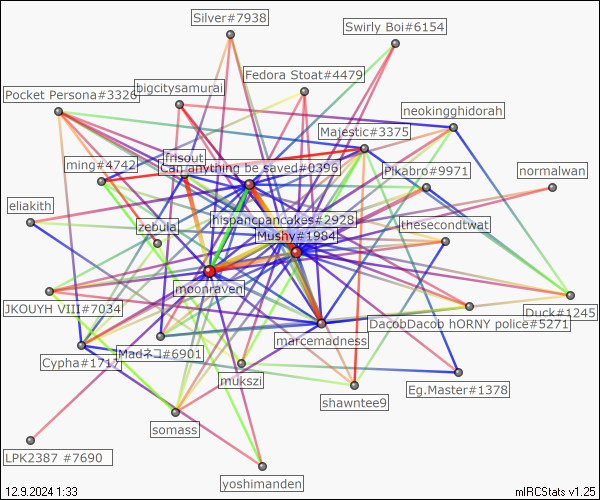 Silver#7938
Swirly Boi#6154
Fedora Stoat#4479
bigcitysamurai
Pocket Persona#3326
neokingghidorah
Majestic#3375
frisout
ming#4742
Can anything be saved#0396
Pikabro#9971
normalwan
eliakith
hispancpancakes#2928
thesecondtwat
zebula
Mushy#1984
moonraven
JKOUYH VIII#7034
Duck#1245
DacobDacob hORNY police#5271
marcemadness
Cypha#1717
Madネコ#6901
mukszi
Eg.Master#1378
shawntee9
somass
LPK2387 #7690
yoshimanden
12.9.2024 1:33
mIRCStats v1.25